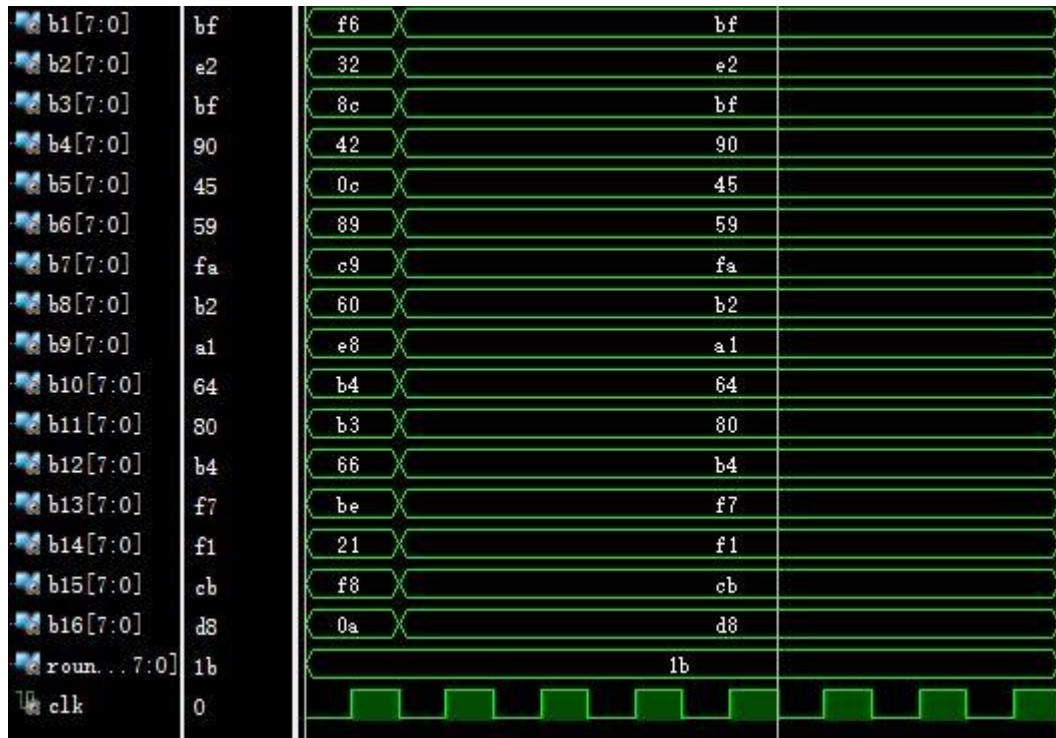 b1[7:0] bf f6 bf
b2[7:0] e2 32 e2
b3[7:0] bf 8c bf
b4[7:0] 90 42 90
b5[7:0] 45 0c 45
b6[7:0] 59 89 59
b7[7:0] fa c9 fa
b8[7:0] b2 60 b2
b9[7:0] a1 e8 a1
b10[7:0] 64 b4 64
b11[7:0] 80 b3 80
b12[7:0] b4 66 b4
b13[7:0] f7 be f7
b14[7:0] f1 21 f1
b15[7:0] cb f8 cb
b16[7:0] d8 0a d8
roun...7:0] 1b 1b
clk 0